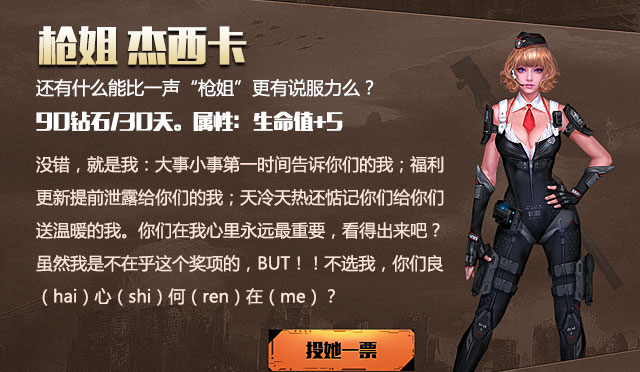 枪姐 杰西卡
还有什么能比一声“枪姐”更有说服力么？
90钻石/30天。属性：生命值+5
没错，就是我：大事小事第一时间告诉你们的我；福利
更新提前泄露给你们的我；天冷天热还惦记你们给你们
送温暖的我。你们在我心里永远最重要，看得出来吧？
虽然我是不在乎这个奖项的，BUT！！不选我，你们良
（hai）心（shi）何（ren）在（me）？
投她一票